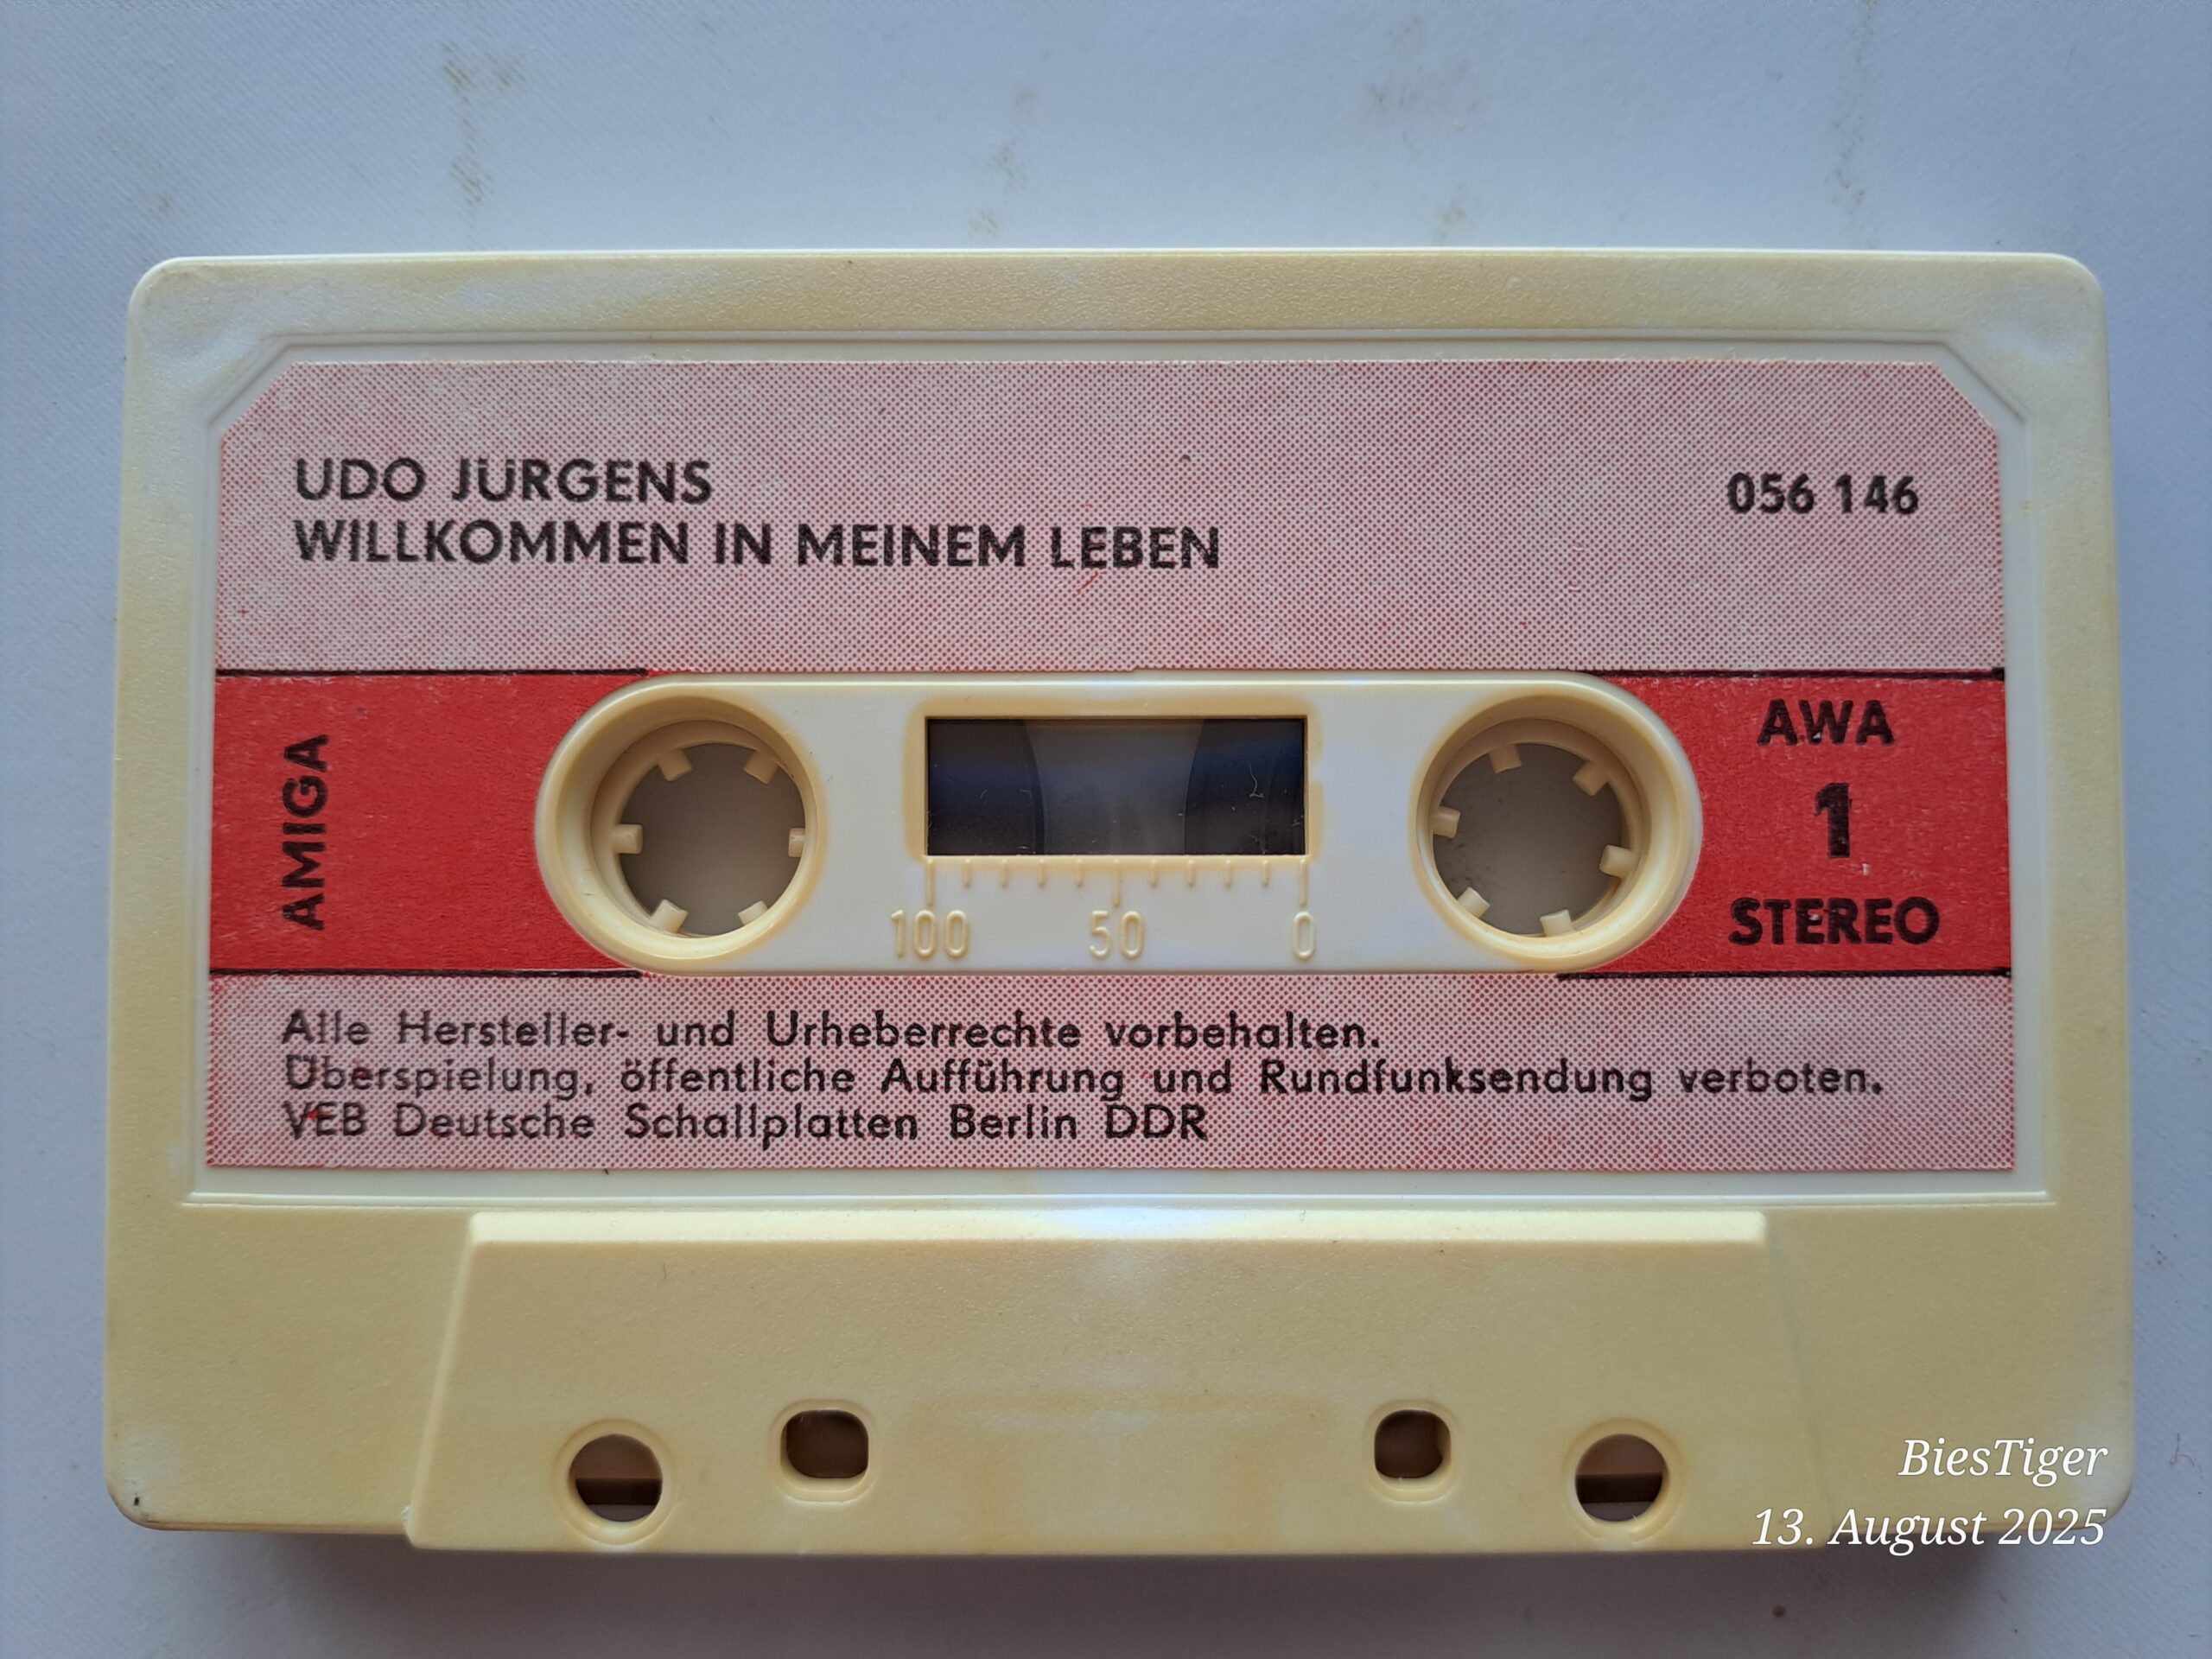 UDO JÜRGENS
WILLKOMMEN IN MEINEM LEBEN
056 146
AMIGA
AWA
1
STEREO
100 50 0
Alle Hersteller- und Urheberrechte vorbehalten.
Überspielung, öffentliche Aufführung und Rundfunksendung verboten.
VEB Deutsche Schallplatten Berlin DDR
BiesTiger
13. August 2025